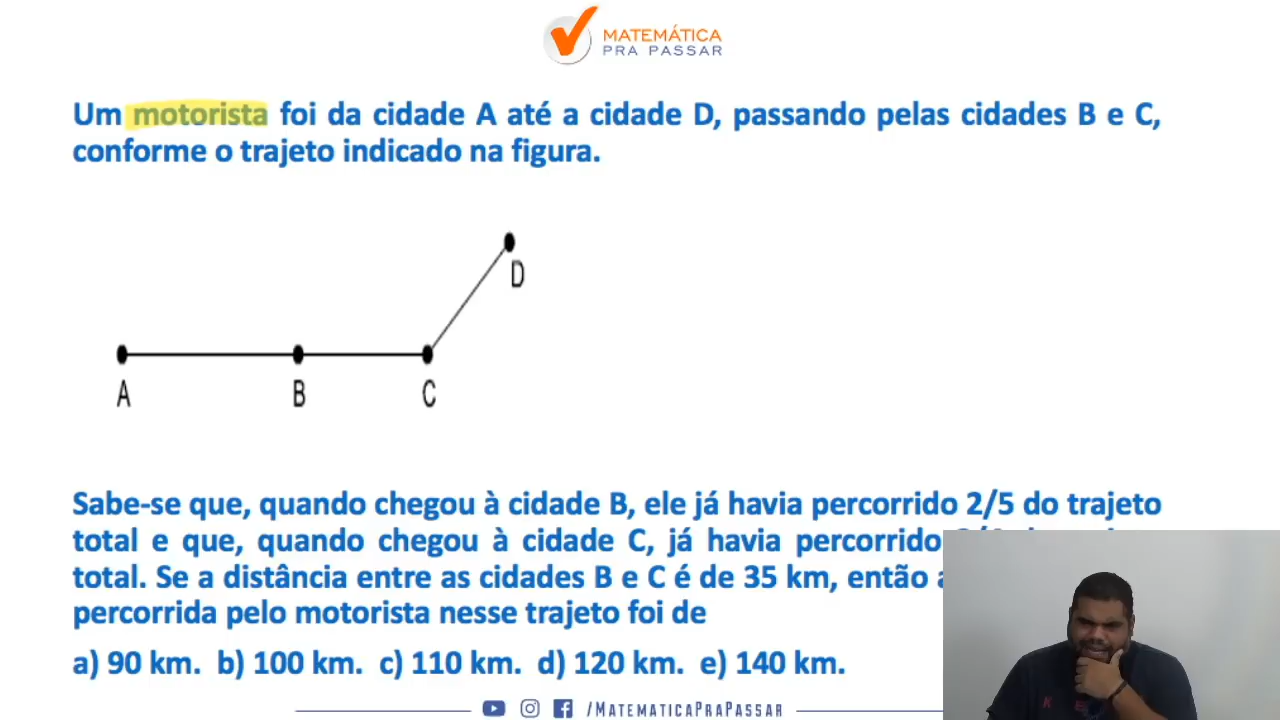 MATEMÁTICA
PRA PASSAR
Um motorista foi da cidade A até a cidade D, passando pelas cidades B e C,
conforme o trajeto indicado na figura.
D
A B C
Sabe-se que, quando chegou à cidade B, ele já havia percorrido 2/5 do trajeto
total e que, quando chegou à cidade C, já havia percorrido
total. Se a distância entre as cidades B e C é de 35 km, então
percorrida pelo motorista nesse trajeto foi de
a) 90 km. b) 100 km. c) 110 km. d) 120 km. e) 140 km.
/MATEMATICAPRAPASSAR